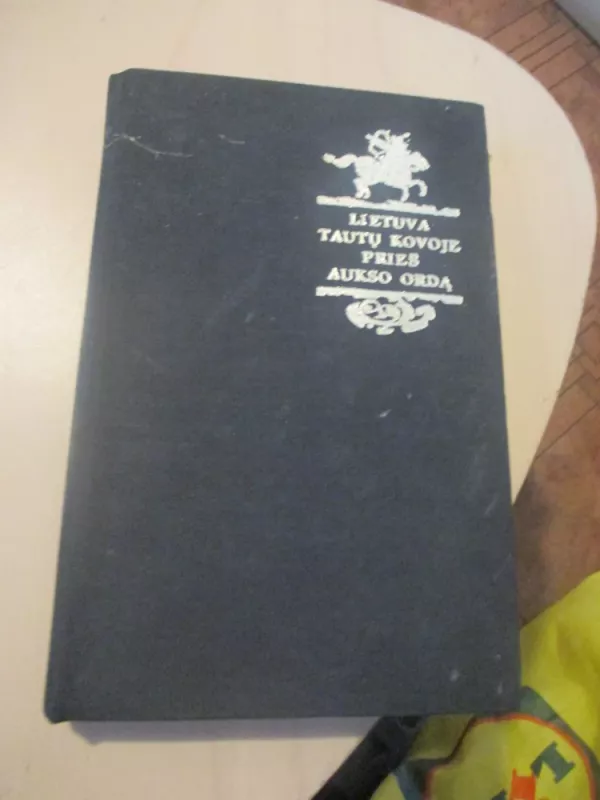 LIETUVA
TAUTŲ KOVOJE
PRIEŠ
AUKSO ORDĄ